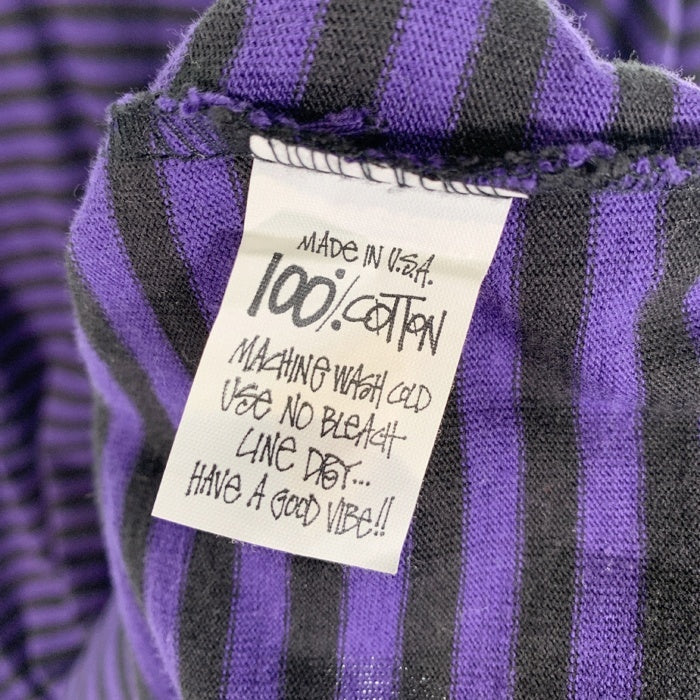 MADE IN U.S.A.
100% COTTON
MACHINE WASH COLD
USE NO BLEACH
LINE DRY...
HAVE A GOOD VIBE!!